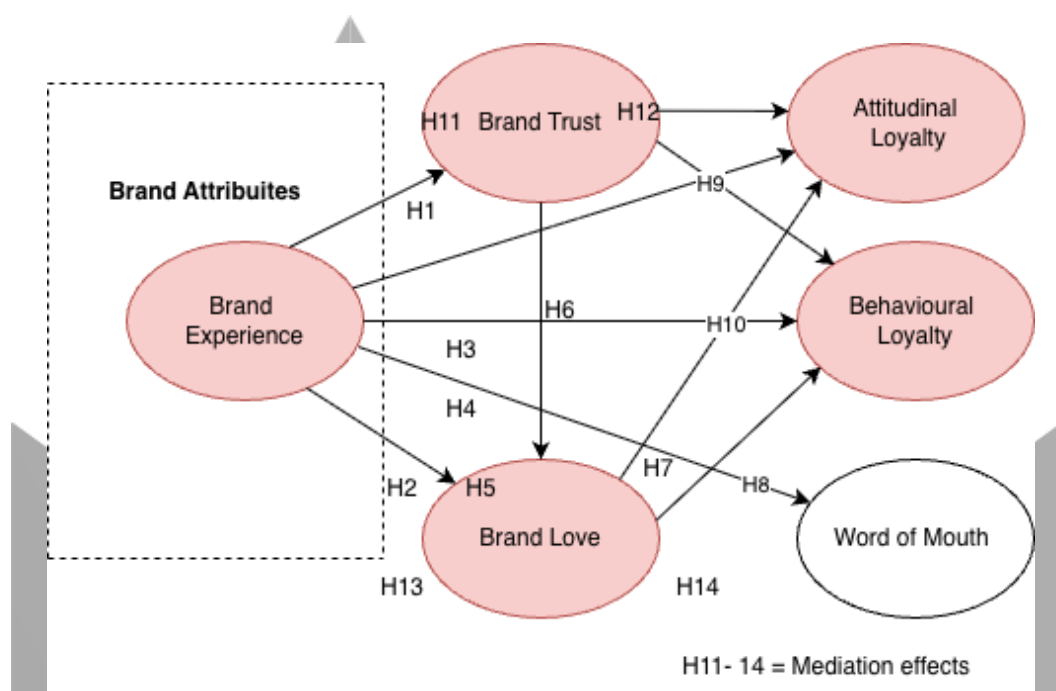 H11
Brand Trust
H12
Attitudinal
Loyalty
Brand Attribuites
H1
H9
Brand
Experience
H6
H10
Behavioural
Loyalty
H3
H4
H7
H2
H5
H8
Brand Love
Word of Mouth
H13
H14
H11- 14 = Mediation effects